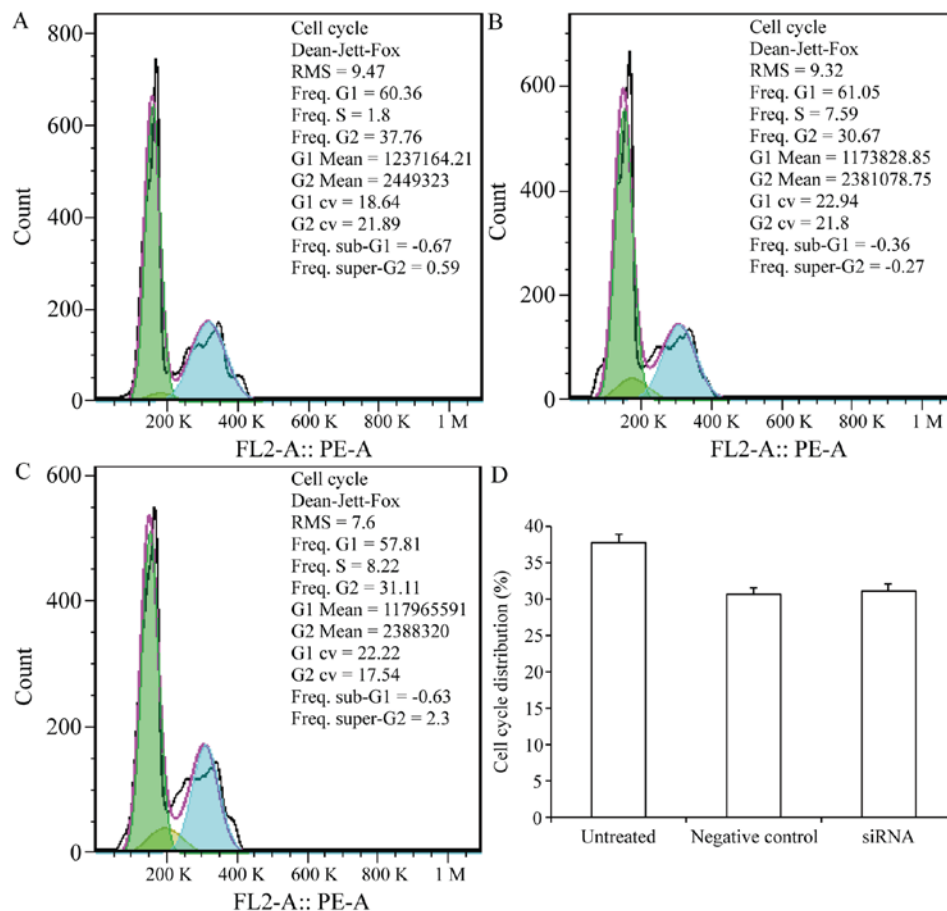 A
Cell cycle
Dean-Jett-Fox
RMS = 9.47
Freq. G1 = 60.36
Freq. S = 1.8
Freq. G2 = 37.76
G1 Mean = 1237164.21
G2 Mean = 2449323
G1 cv = 18.64
G2 cv = 21.89
Freq. sub-G1 = -0.67
Freq. super-G2 = 0.59
800
600
400
200
0
Count
200 K 400 K 600 K 800 K 1 M
FL2-A:: PE-A
B
Cell cycle
Dean-Jett-Fox
RMS = 9.32
Freq. G1 = 61.05
Freq. S = 7.59
Freq. G2 = 30.67
G1 Mean = 1173828.85
G2 Mean = 2381078.75
G1 cv = 22.94
G2 cv = 21.8
Freq. sub-G1 = -0.36
Freq. super-G2 = -0.27
600
400
200
0
Count
200 K 400 K 600 K 800 K 1 M
FL2-A:: PE-A
C
Cell cycle
Dean-Jett-Fox
RMS = 7.6
Freq. G1 = 57.81
Freq. S = 8.22
Freq. G2 = 31.11
G1 Mean = 117965591
G2 Mean = 2388320
G1 cv = 22.22
G2 cv = 17.54
Freq. sub-G1 = -0.63
Freq. super-G2 = 2.3
600
400
200
0
Count
200 K 400 K 600 K 800 K 1 M
FL2-A:: PE-A
D
40
35
30
25
20
15
10
5
0
Cell cycle distribution (%)
Untreated Negative control siRNA